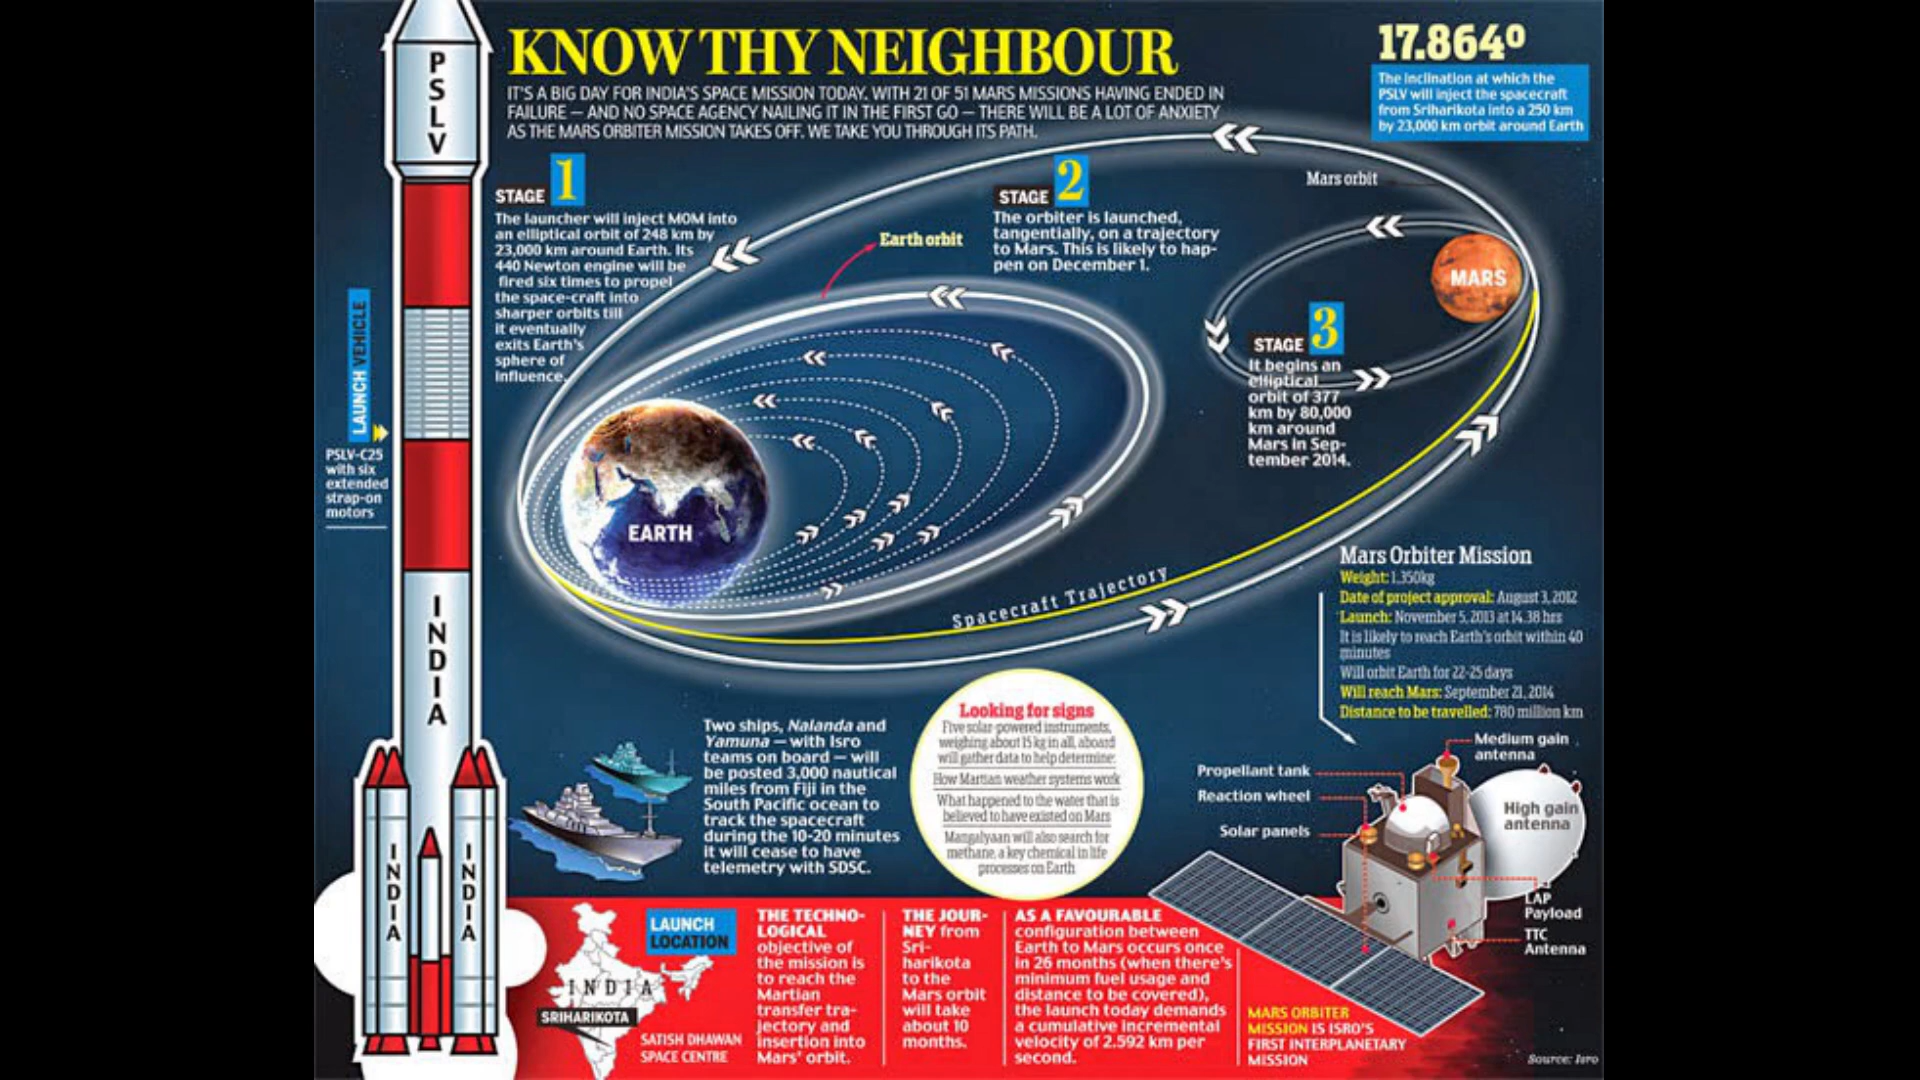 PSLV
KNOW THY NEIGHBOUR
IT'S A BIG DAY FOR INDIA'S SPACE MISSION TODAY. WITH 21 OF 51 MARS MISSIONS HAVING ENDED IN
FAILURE — AND NO SPACE AGENCY NAILING IT IN THE FIRST GO — THERE WILL BE A LOT OF ANXIETY
AS THE MARS ORBITER MISSION TAKES OFF. WE TAKE YOU THROUGH ITS PATH.
17.864º
The inclination at which the
PSLV will inject the spacecraft
from Sriharikota into a 250 km
by 23,000 km orbit around Earth
STAGE 1
The launcher will inject MOM into
an elliptical orbit of 248 km by
23,000 km around Earth. Its
440 Newton engine will be
fired six times to propel
the space-craft into
sharper orbits till
it eventually
exits Earth's
sphere of
influence.
Earth orbit
STAGE 2
The orbiter is launched,
tangentially, on a trajectory
to Mars. This is likely to hap-
pen on December 1.
Mars orbit
MARS
STAGE 3
It begins an
elliptical
orbit of 377
km by 80,000
km around
Mars in Sep-
tember 2014.
EARTH
Spacecraft Trajectory
LAUNCH VEHICLE
PSLV-C25
with six
extended
strap-on
motors
INDIA
INDIA
INDIA
Mars Orbiter Mission
Weight: 1,350kg
Date of project approval: August 3, 2012
Launch: November 5, 2013 at 14.38 hrs
It is likely to reach Earth's orbit within 40
minutes
Will orbit Earth for 22-25 days
Will reach Mars: September 21, 2014
Distance to be travelled: 780 million km
Two ships, Nalanda and
Yamuna — with Isro
teams on board — will
be posted 3,000 nautical
miles from Fiji in the
South Pacific ocean to
track the spacecraft
during the 10-20 minutes
it will cease to have
telemetry with SDSC.
Looking for signs
Five solar-powered instruments,
weighing about 15 kg in all, aboard
will gather data to help determine:
How Martian weather systems work
What happened to the water that is
believed to have existed on Mars
Mangalyaan will also search for
methane, a key chemical in life
processes on Earth
Medium gain
antenna
Propellant tank
Reaction wheel
Solar panels
High gain
antenna
LAP
Payload
TTC
Antenna
LAUNCH
LOCATION
INDIA
SRIHARIKOTA
SATISH DHAWAN
SPACE CENTRE
THE TECHNO-
LOGICAL
objective of
the mission is
to reach the
Martian
transfer tra-
jectory and
insertion into
Mars' orbit.
THE JOUR-
NEY from
Sri-
harikota
to the
Mars orbit
will take
about 10
months.
AS A FAVOURABLE
configuration between
Earth to Mars occurs once
in 26 months (when there's
minimum fuel usage and
distance to be covered),
the launch today demands
a cumulative incremental
velocity of 2.592 km per
second.
MARS ORBITER
MISSION IS ISRO'S
FIRST INTERPLANETARY
MISSION
Source: Isro